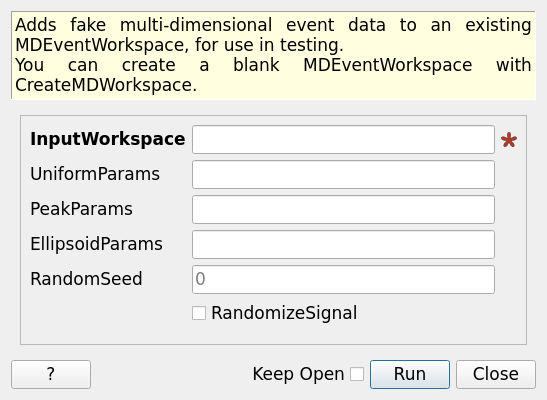 Adds fake multi-dimensional event data to an existing
MDEventWorkspace, for use in testing.
You can create a blank MDEventWorkspace with
CreateMDWorkspace.
InputWorkspace *
UniformParams
PeakParams
EllipsoidParams
RandomSeed 0
RandomizeSignal
? Keep Open Run Close